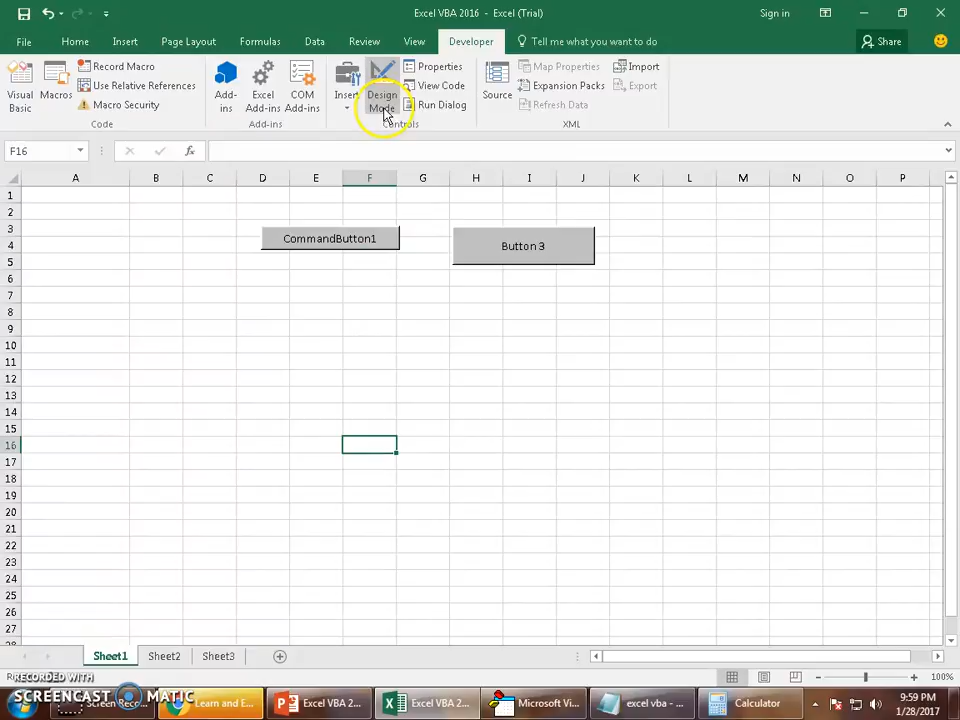 Excel VBA 2016 - Excel (Trial)
Sign in
File Home Insert Page Layout Formulas Data Review View Developer Tell me what you want to do Share
Visual Basic
Macros
Record Macro
Use Relative References
Macro Security
Code
Add-ins
Excel Add-ins
COM Add-ins
Add-ins
Insert
Design Mode
Properties
View Code
Run Dialog
Controls
Source
Map Properties
Expansion Packs
Refresh Data
Import
Export
XML
F16
fx
A B C D E F G H I J K L M N O P
1
2
3
CommandButton1
4
Button 3
5
6
7
8
9
10
11
12
13
14
15
16
17
18
19
20
21
22
23
24
25
26
27
28
Sheet1 Sheet2 Sheet3
100%
RECORDED WITH
SCREENCAST MATIC
Screen Reco...
Learn and E...
Excel VBA 2...
Excel VBA 2...
Microsoft Vi...
excel vba - ...
Calculator
9:59 PM
1/28/2017